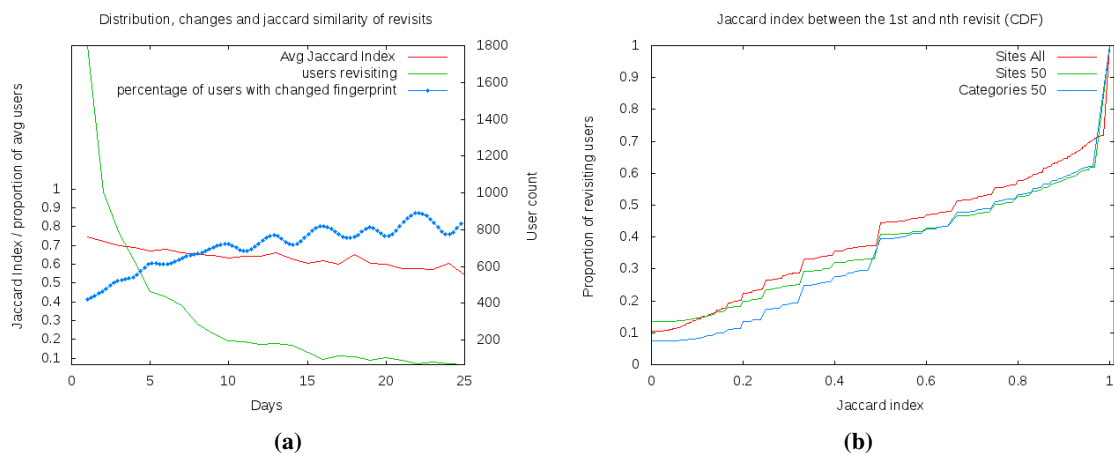 Distribution, changes and jaccard similarity of revisits
Avg Jaccard Index
users revisiting
percentage of users with changed fingerprint
Jaccard Index / proportion of avg users
1
0.9
0.8
0.7
0.6
0.5
0.4
0.3
0.2
0.1
User count
1800
1600
1400
1200
1000
800
600
400
200
0 5 10 15 20 25
Days
(a)
Jaccard index between the 1st and nth revisit (CDF)
Sites All
Sites 50
Categories 50
Proportion of revisiting users
1
0.9
0.8
0.7
0.6
0.5
0.4
0.3
0.2
0.1
0
0 0.2 0.4 0.6 0.8 1
Jaccard index
(b)